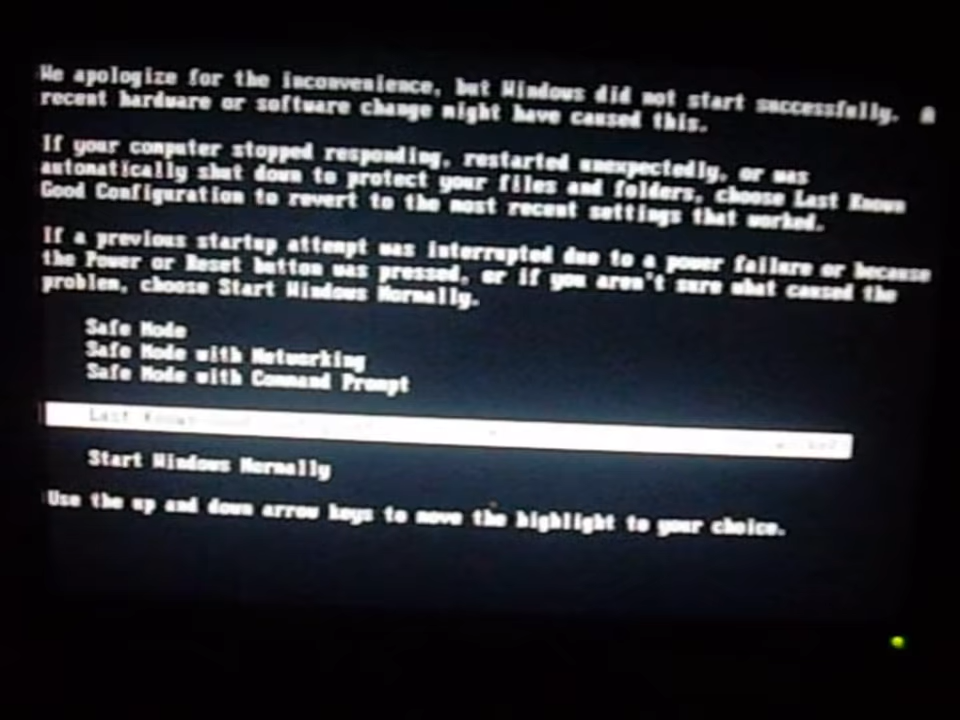 We apologize for the inconvenience, but Windows did not start successfully. A
recent hardware or software change might have caused this.
If your computer stopped responding, restarted unexpectedly, or was
automatically shut down to protect your files and folders, choose Last Known
Good Configuration to revert to the most recent settings that worked.
If a previous startup attempt was interrupted due to a power failure or because
the Power or Reset button was pressed, or if you aren't sure what caused the
problem, choose Start Windows Normally.
Safe Mode
Safe Mode with Networking
Safe Mode with Command Prompt
Last Known
Start Windows Normally
Use the up and down arrow keys to move the highlight to your choice.